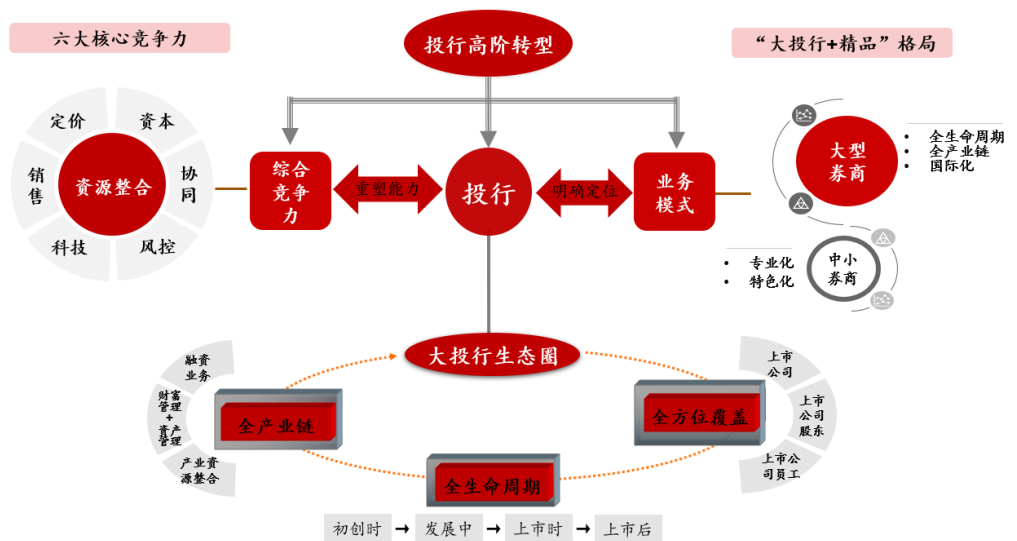 六大核心竞争力
投行高阶转型
“大投行+精品”格局
定价
资本
销
售
资源整合
协
同
科技
风控
综合
竞争
力
重塑能力
投行
明确定位
业务
模式
大型
券商
• 全生命周期
• 全产业链
• 国际化
• 专业化
• 特色化
中小
券商
大投行生态圈
融资
业务
财富
管理
+
资产
管理
产业资
源整合
全产业链
全生命周期
全方位覆盖
上市
公司
上市
公司
股东
上市公
司员工
初创时
发展中
上市时
上市后